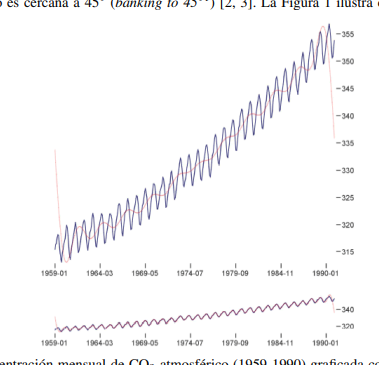 es cercana a 45° (banking to 45°) [2, 3]. La Figura 1 ilustra
355
350
345
340
335
330
325
320
315
1959-01 1964-03 1969-05 1974-07 1979-09 1984-11 1990-01
340
320
1959-01 1964-03 1969-05 1974-07 1979-09 1984-11 1990-01
entración mensual de CO₂ atmosférico (1959-1990) graficada co